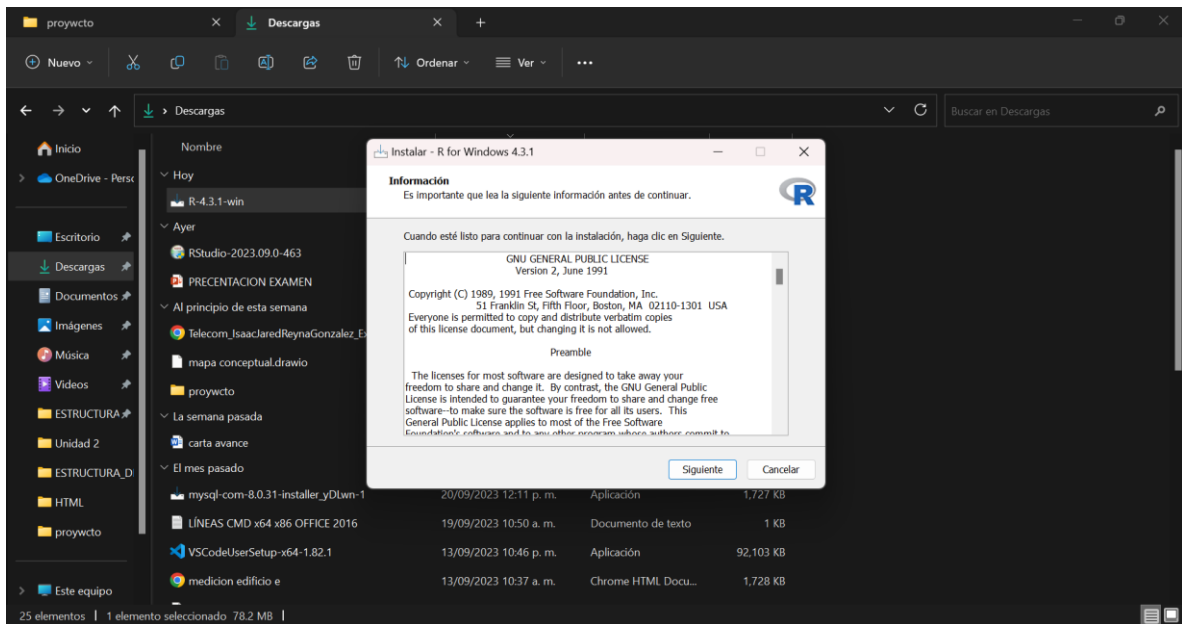 proywcto
Descargas
Nuevo
Ordenar
Ver
Descargas
Buscar en Descargas
Inicio
OneDrive - Perso
Escritorio
Descargas
Documentos
Imágenes
Música
Videos
ESTRUCTURA
Unidad 2
ESTRUCTURA_D
HTML
proywcto
Este equipo
Nombre
Hoy
R-4.3.1-win
Ayer
RStudio-2023.09.0-463
PRECENTACION EXAMEN
Al principio de esta semana
Telecom_IsaacJaredReynaGonzalez_Ex
mapa conceptual.drawio
proywcto
La semana pasada
carta avance
El mes pasado
mysql-com-8.0.31-installer_yDLwn-1 20/09/2023 12:11 p. m. Aplicación 1,727 KB
LÍNEAS CMD x64 x86 OFFICE 2016 19/09/2023 10:50 a. m. Documento de texto 1 KB
VSCodeUserSetup-x64-1.82.1 13/09/2023 10:46 p. m. Aplicación 92,103 KB
medicion edificio e 13/09/2023 10:37 a. m. Chrome HTML Docu... 1,728 KB
Instalar - R for Windows 4.3.1
Información
Es importante que lea la siguiente información antes de continuar.
R
Cuando esté listo para continuar con la instalación, haga clic en Siguiente.
GNU GENERAL PUBLIC LICENSE
Version 2, June 1991
Copyright (C) 1989, 1991 Free Software Foundation, Inc.
51 Franklin St, Fifth Floor, Boston, MA 02110-1301 USA
Everyone is permitted to copy and distribute verbatim copies
of this license document, but changing it is not allowed.
Preamble
The licenses for most software are designed to take away your
freedom to share and change it. By contrast, the GNU General Public
License is intended to guarantee your freedom to share and change free
software--to make sure the software is free for all its users. This
General Public License applies to most of the Free Software
Foundation's software and to any other program whose authors commit to
Siguiente
Cancelar
25 elementos
1 elemento seleccionado 78.2 MB